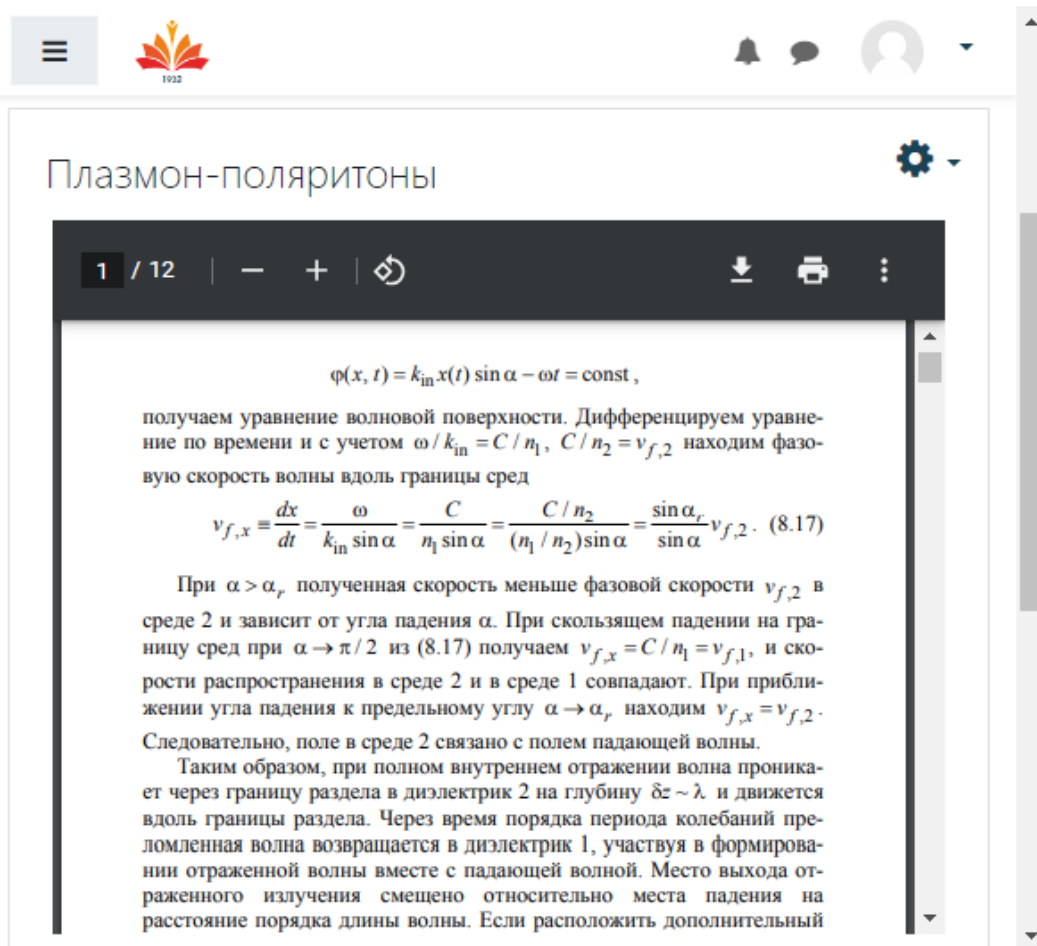 1932
Плазмон-поляритоны
1 / 12
φ(x, t) = k_in x(t) sin α − ωt = const ,
получаем уравнение волновой поверхности. Дифференцируем уравне-
ние по времени и с учетом ω / k_in = C / n₁, C / n₂ = v_f,2 находим фазо-
вую скорость волны вдоль границы сред
v_f,x ≡ dx/dt = ω/(k_in sin α) = C/(n₁ sin α) = (C / n₂)/((n₁ / n₂) sin α) = (sin α_r/sin α) v_f,2 . (8.17)
При α > α_r полученная скорость меньше фазовой скорости v_f,2 в
среде 2 и зависит от угла падения α. При скользящем падении на гра-
ницу сред при α → π / 2 из (8.17) получаем v_f,x = C / n₁ = v_f,1, и ско-
рости распространения в среде 2 и в среде 1 совпадают. При прибли-
жении угла падения к предельному углу α → α_r находим v_f,x = v_f,2 .
Следовательно, поле в среде 2 связано с полем падающей волны.
Таким образом, при полном внутреннем отражении волна проника-
ет через границу раздела в диэлектрик 2 на глубину δz ~ λ и движется
вдоль границы раздела. Через время порядка периода колебаний пре-
ломленная волна возвращается в диэлектрик 1, участвуя в формирова-
нии отраженной волны вместе с падающей волной. Место выхода от-
раженного излучения смещено относительно места падения на
расстояние порядка длины волны. Если расположить дополнительный